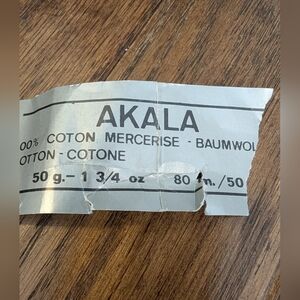 AKALA
00% COTON MERCERISE - BAUMWOL
OTTON - COTONE
50 g. - 1 3/4 oz 80 m./50